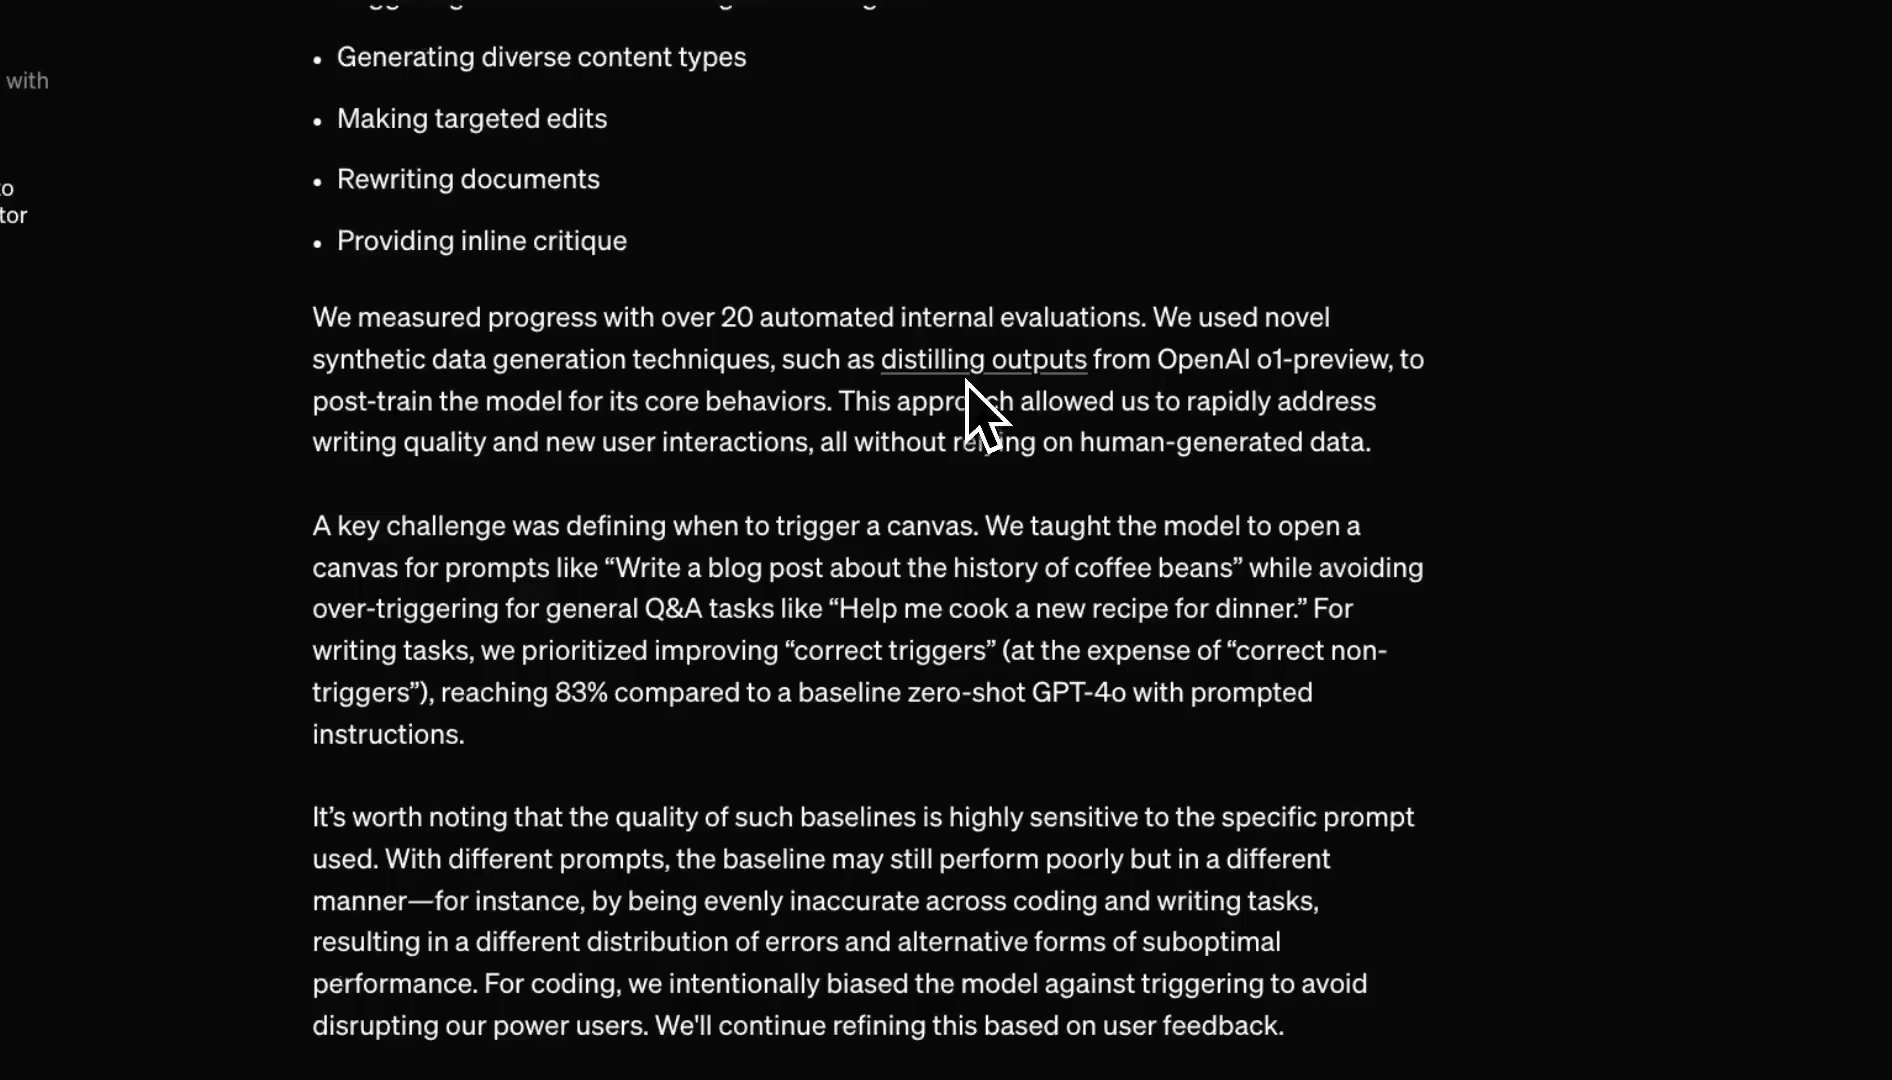 • Generating diverse content types
with
• Making targeted edits
• Rewriting documents
to
tor
• Providing inline critique
We measured progress with over 20 automated internal evaluations. We used novel
synthetic data generation techniques, such as distilling outputs from OpenAI o1-preview, to
post-train the model for its core behaviors. This approach allowed us to rapidly address
writing quality and new user interactions, all without relying on human-generated data.
A key challenge was defining when to trigger a canvas. We taught the model to open a
canvas for prompts like “Write a blog post about the history of coffee beans” while avoiding
over-triggering for general Q&A tasks like “Help me cook a new recipe for dinner.” For
writing tasks, we prioritized improving “correct triggers” (at the expense of “correct non-
triggers”), reaching 83% compared to a baseline zero-shot GPT-4o with prompted
instructions.
It’s worth noting that the quality of such baselines is highly sensitive to the specific prompt
used. With different prompts, the baseline may still perform poorly but in a different
manner—for instance, by being evenly inaccurate across coding and writing tasks,
resulting in a different distribution of errors and alternative forms of suboptimal
performance. For coding, we intentionally biased the model against triggering to avoid
disrupting our power users. We'll continue refining this based on user feedback.